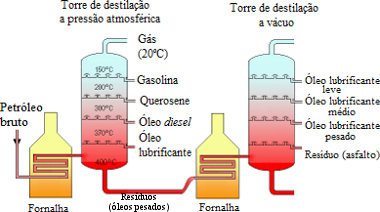 Torre de destilação
a pressão atmosférica
Torre de destilação
a vácuo
Gás
(20ºC)
150ºC
Gasolina
200ºC
Querosene
300ºC
Óleo diesel
370ºC
Óleo
lubrificante
400ºC
Petróleo
bruto
Fornalha
Resíduos
(óleos pesados)
Fornalha
Óleo lubrificante
leve
Óleo lubrificante
médio
Óleo lubrificante
pesado
Resíduo (asfalto)